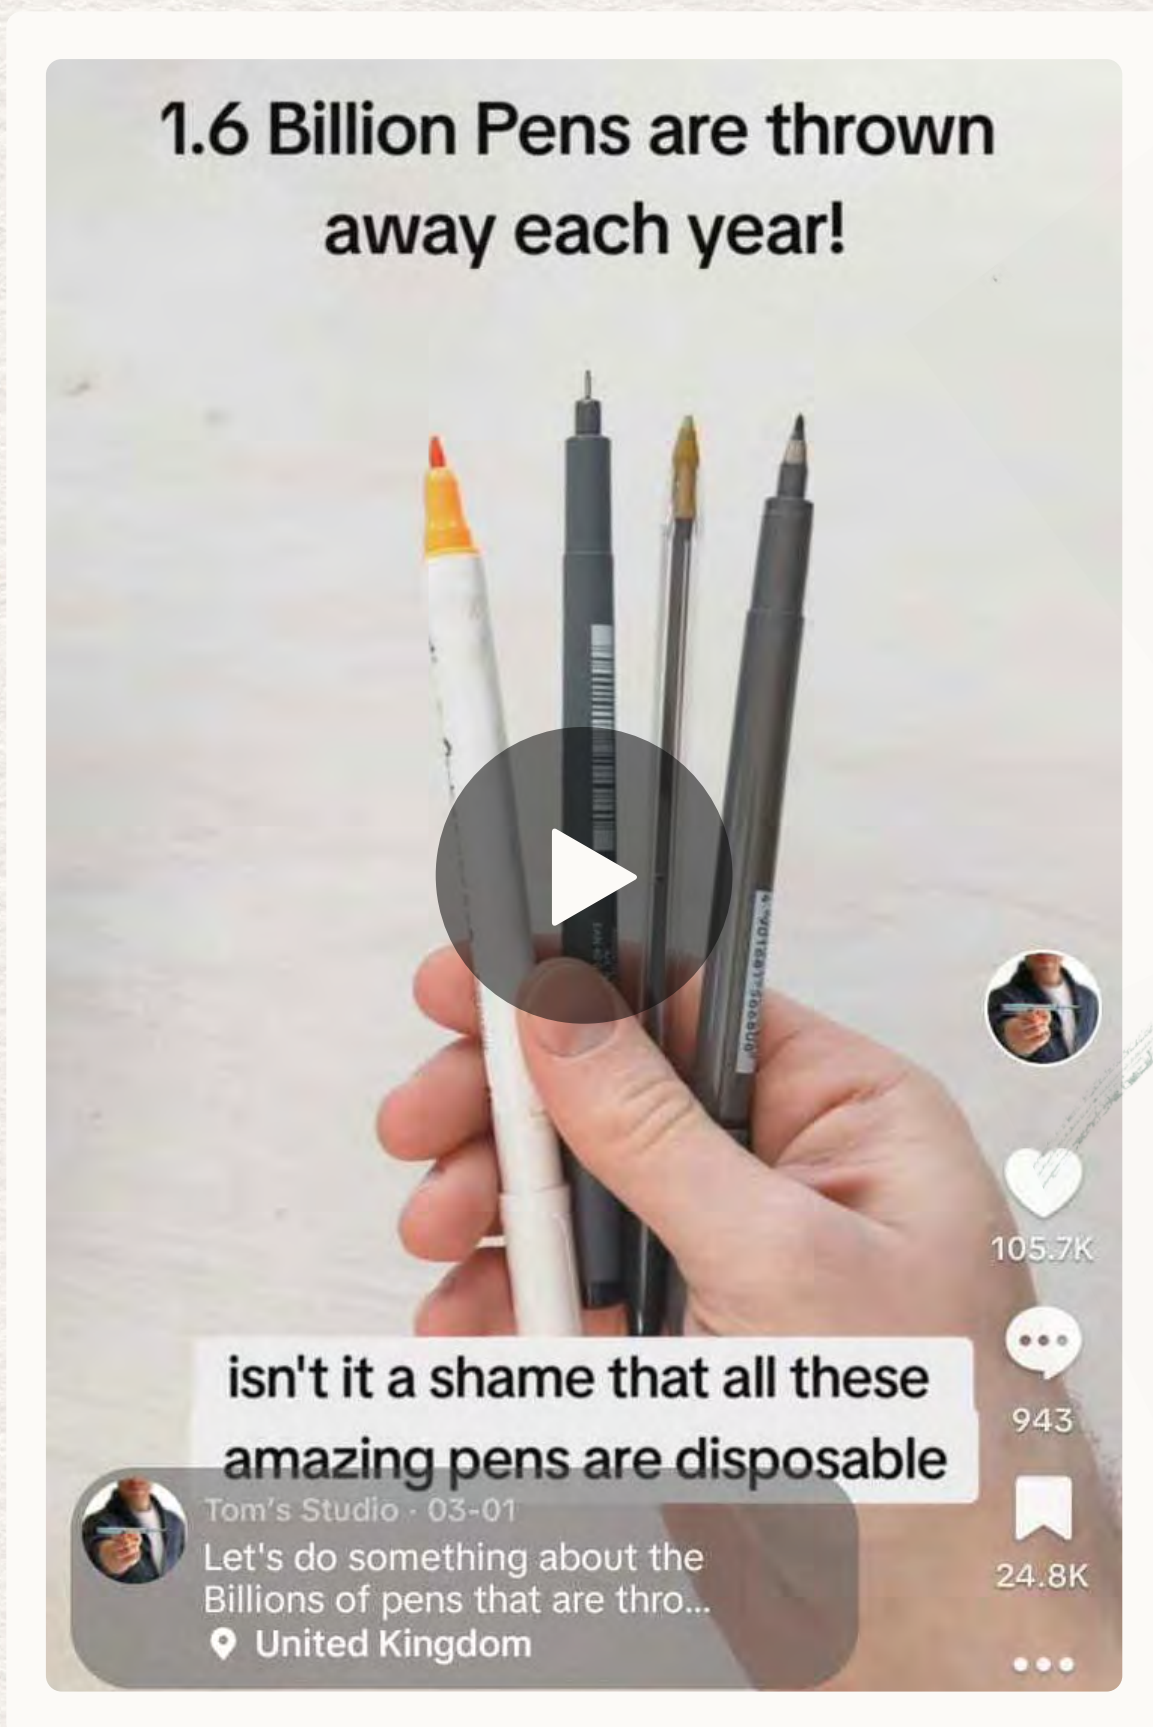 1.6 Billion Pens are thrown
away each year!
isn't it a shame that all these
amazing pens are disposable
Tom's Studio · 03-01
Let's do something about the
Billions of pens that are thro...
United Kingdom
105.7K
943
24.8K